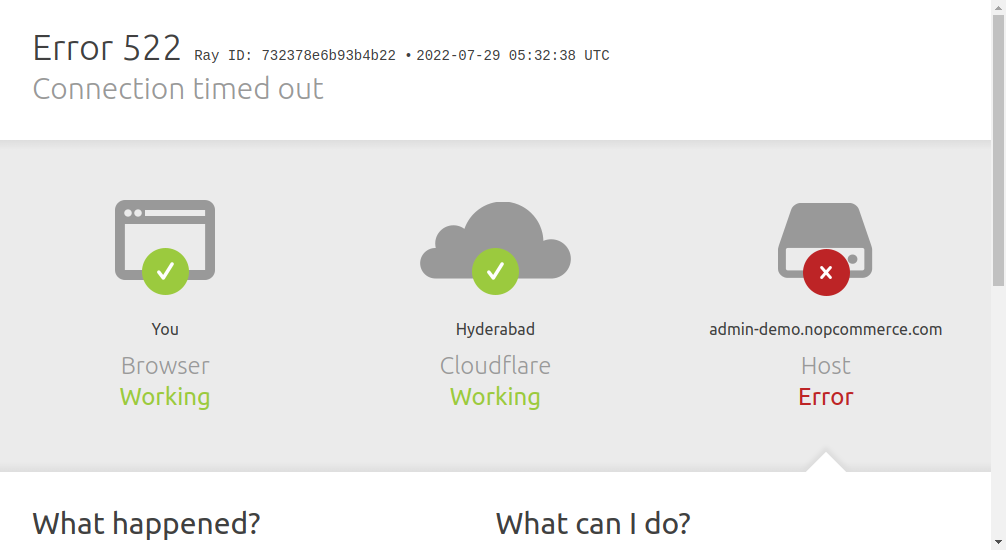 Error 522 Ray ID: 732378e6b93b4b22 • 2022-07-29 05:32:38 UTC
Connection timed out
You
Browser
Working
Hyderabad
Cloudflare
Working
admin-demo.nopcommerce.com
Host
Error
What happened?
What can I do?